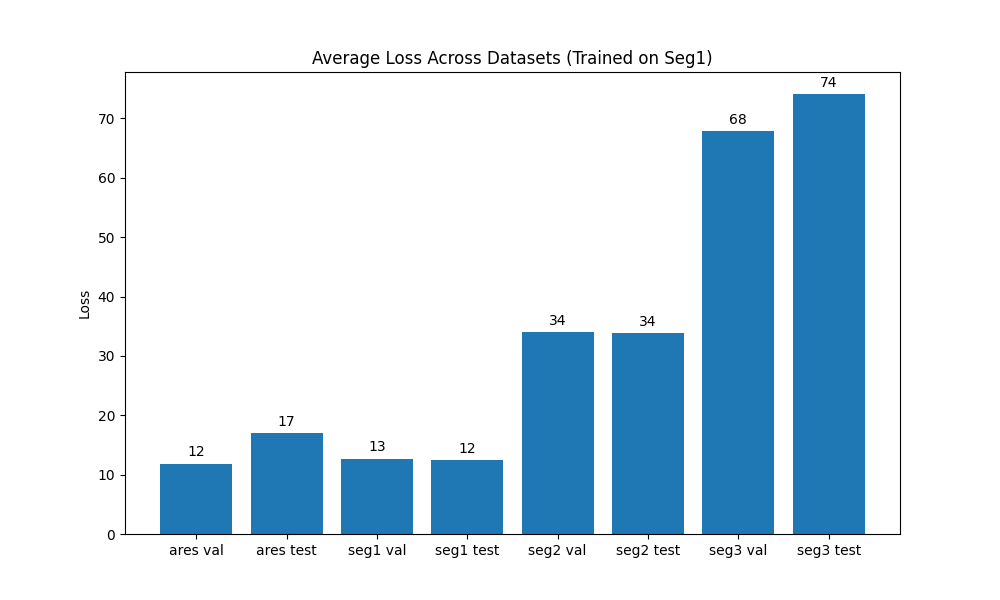 Average Loss Across Datasets (Trained on Seg1)
74
70
68
60
50
40
34
34
30
20
17
13
12
12
10
0
Loss
ares val
ares test
seg1 val
seg1 test
seg2 val
seg2 test
seg3 val
seg3 test